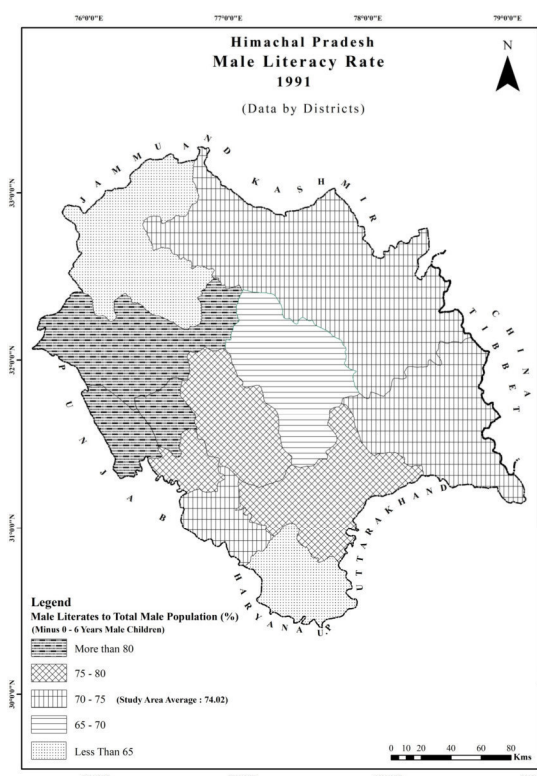 76°0'0"E 77°0'0"E 78°0'0"E 79°0'0"E
Himachal Pradesh
Male Literacy Rate
1991
(Data by Districts)
N
JAMMU AND KASHMIR
CHINA
TIBBET
PUNJAB
HARYANA
U.P
UTTARAKHAND
33°0'0"N
32°0'0"N
31°0'0"N
30°0'0"N
Legend
Male Literates to Total Male Population (%)
(Minus 0 - 6 Years Male Children)
More than 80
75 - 80
70 - 75 (Study Area Average : 74.02)
65 - 70
Less Than 65
0 10 20 40 60 80
Kms